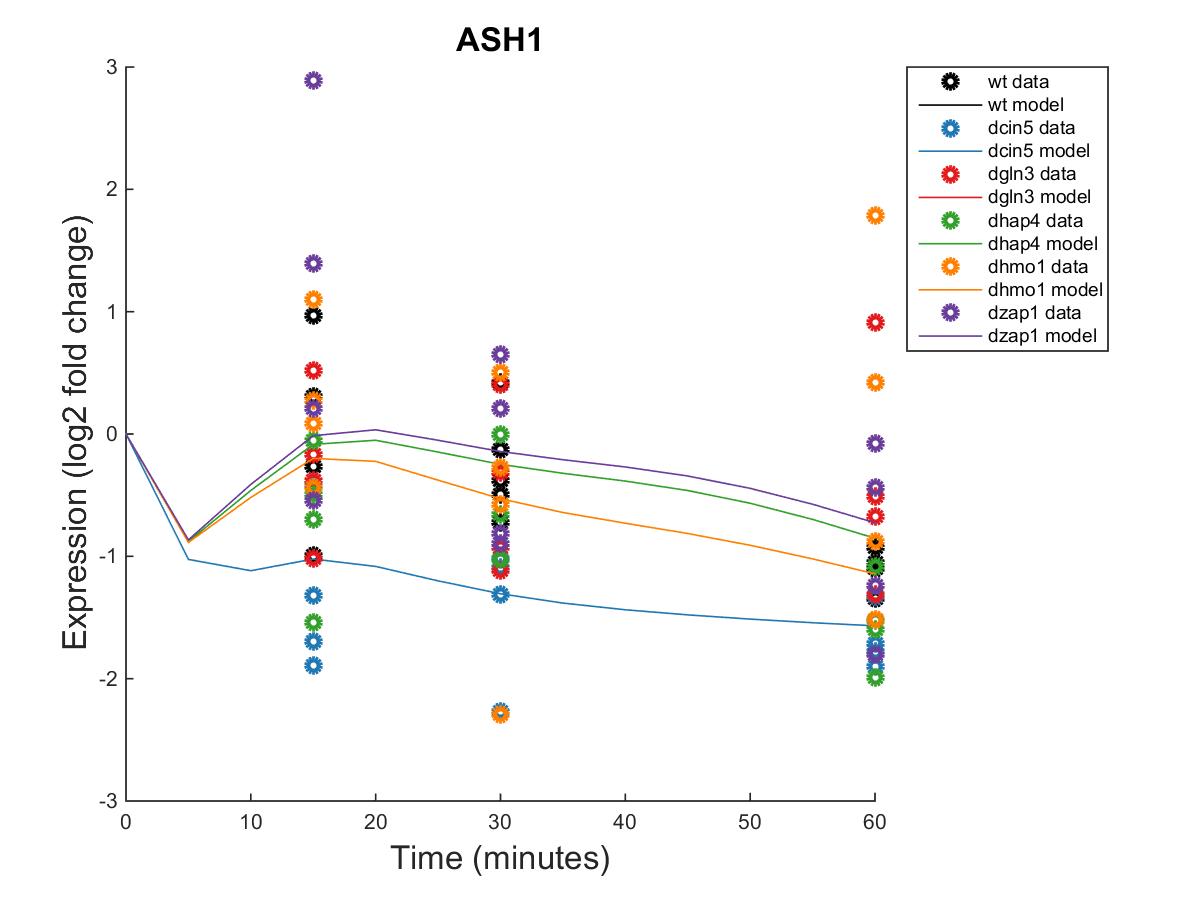 ASH1
3
2
1
0
-1
-2
-3
Expression (log2 fold change)
0 10 20 30 40 50 60
Time (minutes)
wt data
wt model
dcin5 data
dcin5 model
dgln3 data
dgln3 model
dhap4 data
dhap4 model
dhmo1 data
dhmo1 model
dzap1 data
dzap1 model